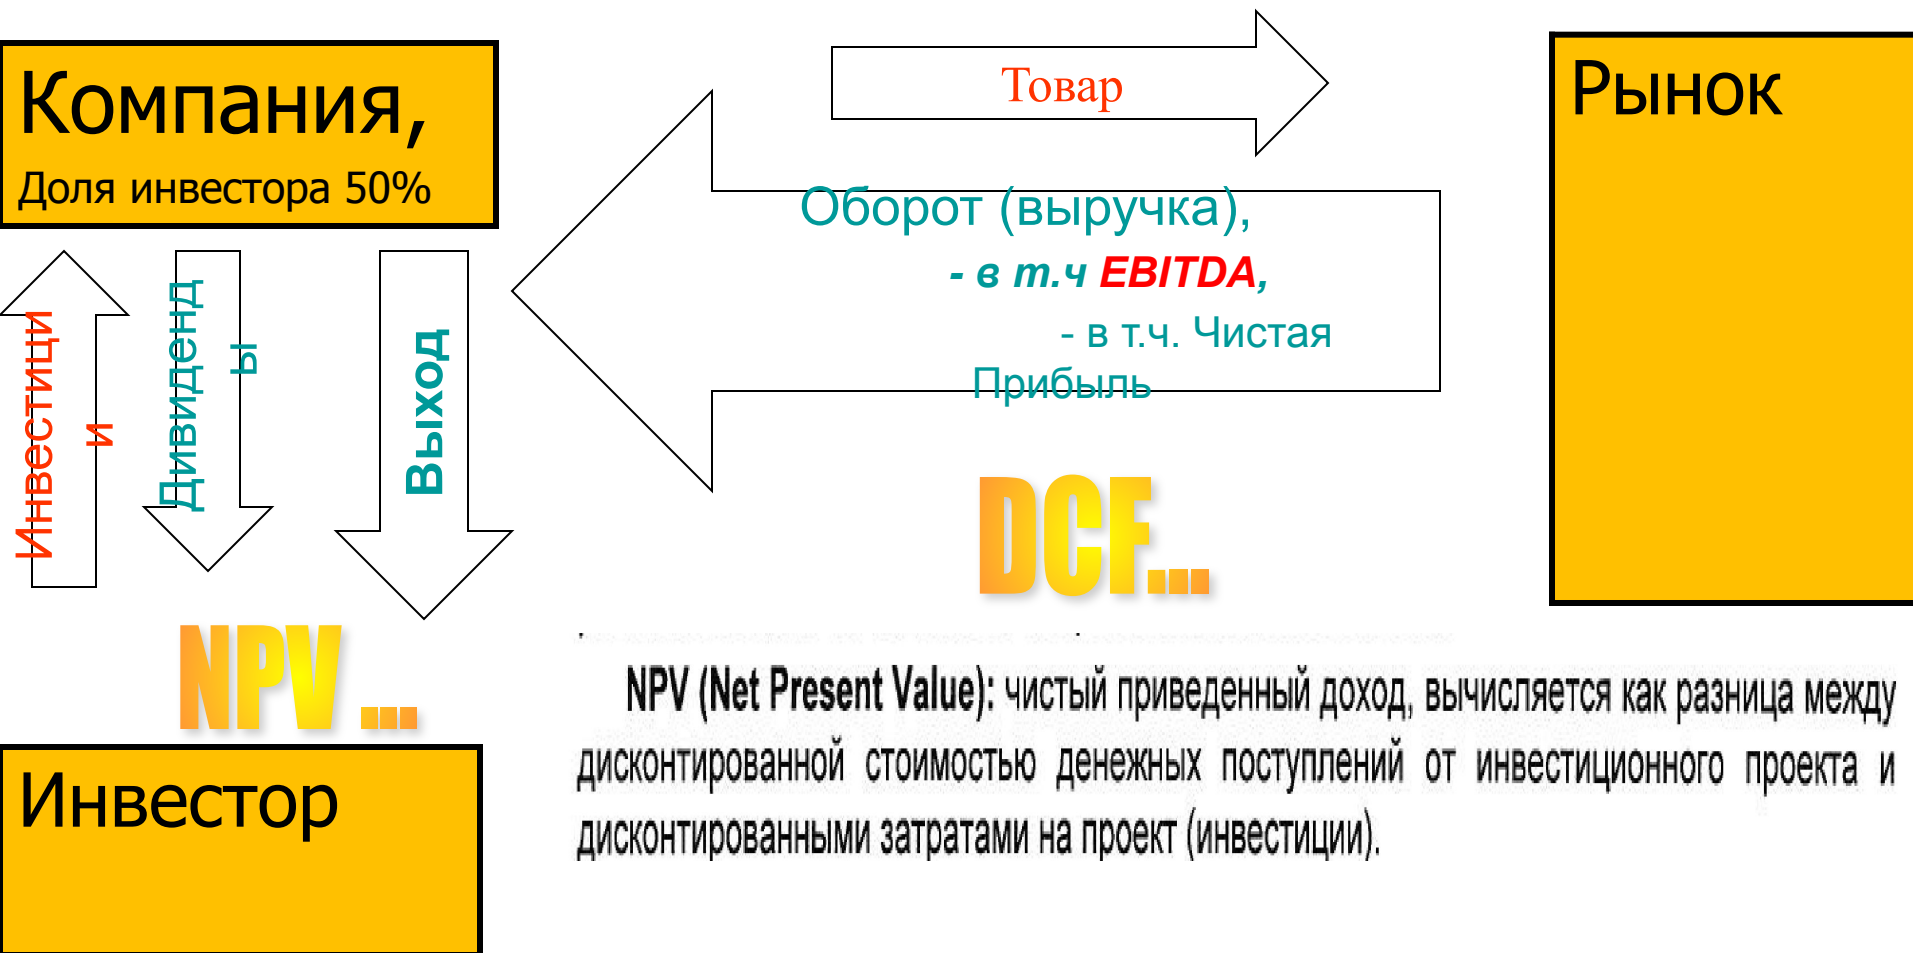 Компания,
Доля инвестора 50%
Товар
Рынок
Оборот (выручка),
- в т.ч EBITDA,
- в т.ч. Чистая
Прибыль
Инвестици
и
Дивиденд
ы
Выход
DCF...
NPV ...
Инвестор
NPV (Net Present Value): чистый приведенный доход, вычисляется как разница между
дисконтированной стоимостью денежных поступлений от инвестиционного проекта и
дисконтированными затратами на проект (инвестиции).